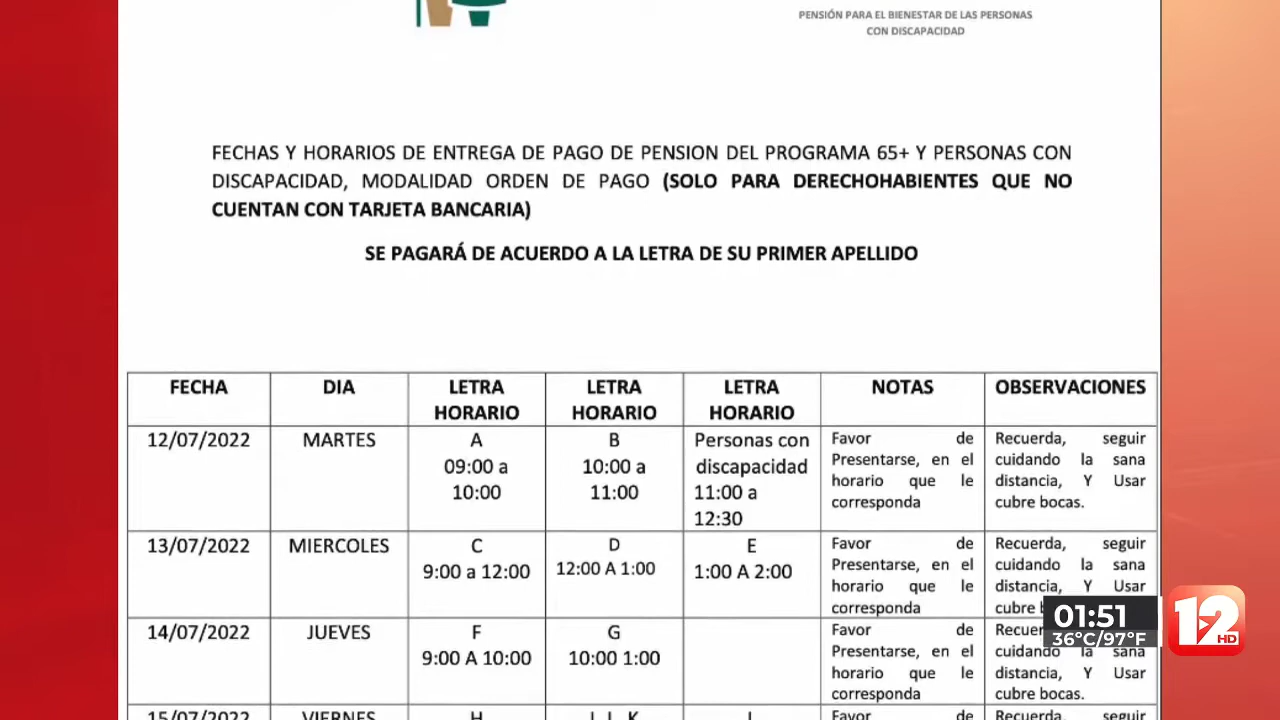 PENSIÓN PARA EL BIENESTAR DE LAS PERSONAS
CON DISCAPACIDAD
FECHAS Y HORARIOS DE ENTREGA DE PAGO DE PENSION DEL PROGRAMA 65+ Y PERSONAS CON
DISCAPACIDAD, MODALIDAD ORDEN DE PAGO (SOLO PARA DERECHOHABIENTES QUE NO
CUENTAN CON TARJETA BANCARIA)
SE PAGARÁ DE ACUERDO A LA LETRA DE SU PRIMER APELLIDO
FECHA DIA LETRA HORARIO LETRA HORARIO LETRA HORARIO NOTAS OBSERVACIONES
12/07/2022 MARTES A 09:00 a 10:00 B 10:00 a 11:00 Personas con discapacidad 11:00 a 12:30 Favor de Presentarse, en el horario que le corresponda Recuerda, seguir cuidando la sana distancia, Y Usar cubre bocas.
13/07/2022 MIERCOLES C 9:00 a 12:00 D 12:00 A 1:00 E 1:00 A 2:00 Favor de Presentarse, en el horario que le corresponda Recuerda, seguir cuidando la sana distancia, Y Usar cubre
14/07/2022 JUEVES F 9:00 A 10:00 G 10:00 1:00 Favor de Presentarse, en el horario que le corresponda cuidando la sana distancia, Y Usar cubre bocas.
15/07/2022 VIERNES H Favor de Recuerda, seguir
01:51
36°C/97°F
12
HD